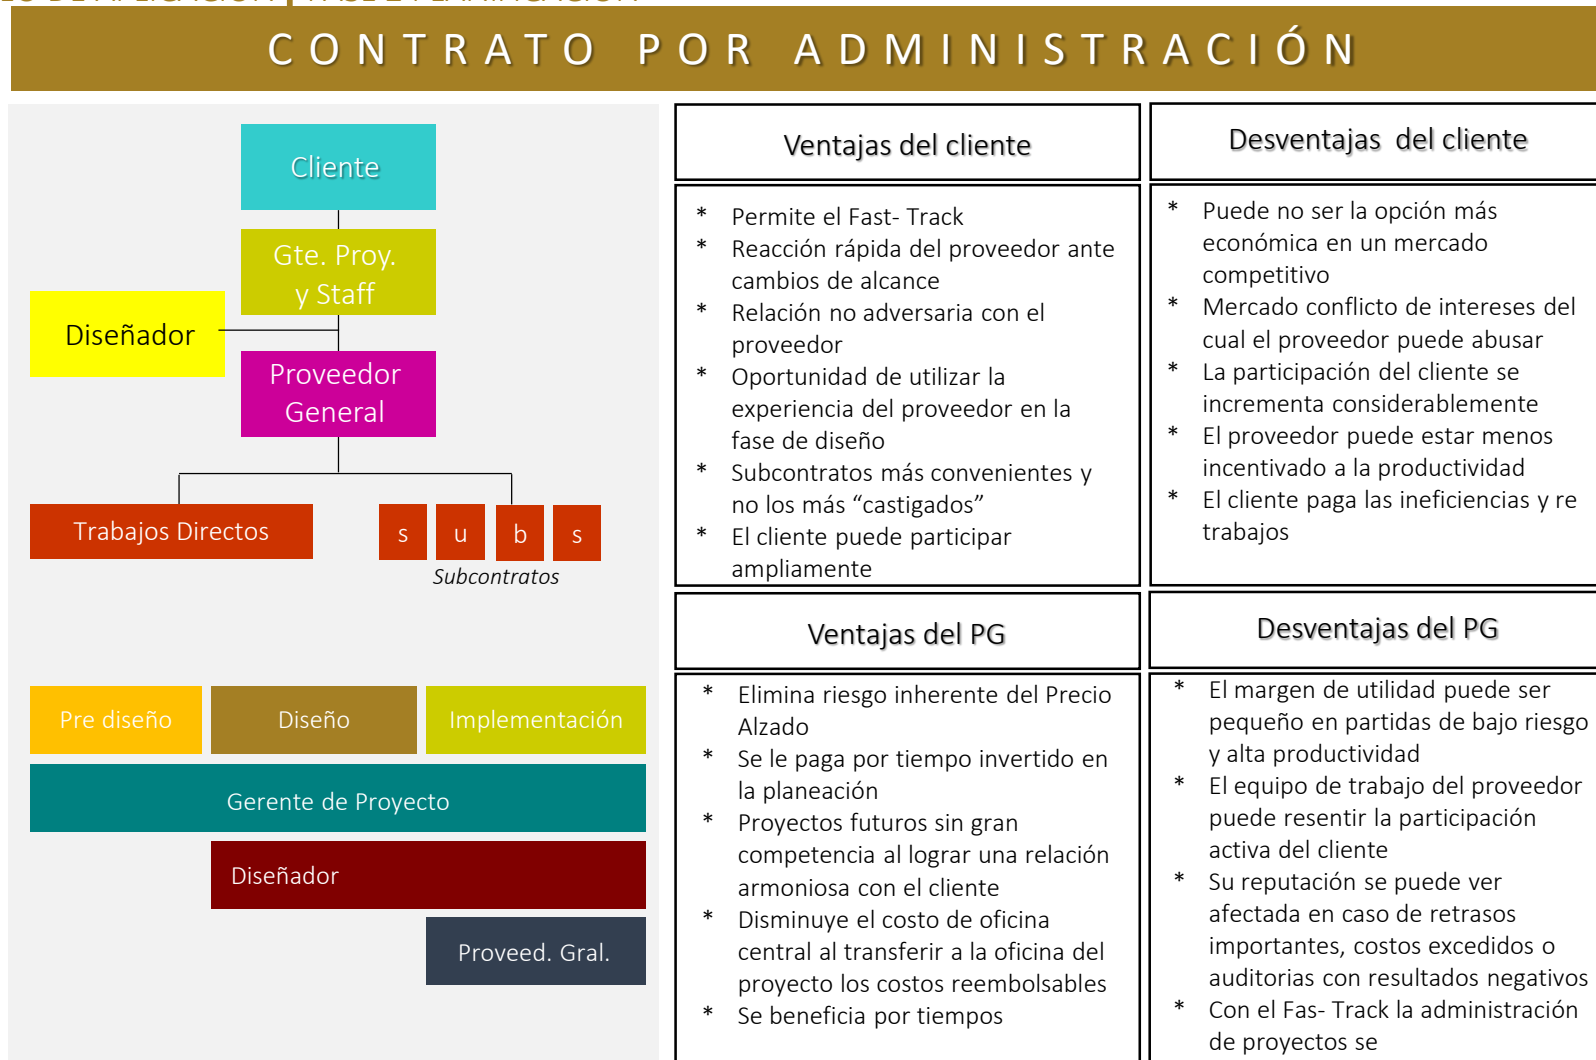 CONTRATO POR ADMINISTRACIÓN
Cliente
Gte. Proy.
y Staff
Diseñador
Proveedor
General
Trabajos Directos
s u b s
Subcontratos
Pre diseño
Diseño
Implementación
Gerente de Proyecto
Diseñador
Proveed. Gral.
Ventajas del cliente
* Permite el Fast- Track
* Reacción rápida del proveedor ante
cambios de alcance
* Relación no adversaria con el
proveedor
* Oportunidad de utilizar la
experiencia del proveedor en la
fase de diseño
* Subcontratos más convenientes y
no los más “castigados”
* El cliente puede participar
ampliamente
Desventajas del cliente
* Puede no ser la opción más
económica en un mercado
competitivo
* Mercado conflicto de intereses del
cual el proveedor puede abusar
* La participación del cliente se
incrementa considerablemente
* El proveedor puede estar menos
incentivado a la productividad
* El cliente paga las ineficiencias y re
trabajos
Ventajas del PG
* Elimina riesgo inherente del Precio
Alzado
* Se le paga por tiempo invertido en
la planeación
* Proyectos futuros sin gran
competencia al lograr una relación
armoniosa con el cliente
* Disminuye el costo de oficina
central al transferir a la oficina del
proyecto los costos reembolsables
* Se beneficia por tiempos
Desventajas del PG
* El margen de utilidad puede ser
pequeño en partidas de bajo riesgo
y alta productividad
* El equipo de trabajo del proveedor
puede resentir la participación
activa del cliente
* Su reputación se puede ver
afectada en caso de retrasos
importantes, costos excedidos o
auditorias con resultados negativos
* Con el Fas- Track la administración
de proyectos se